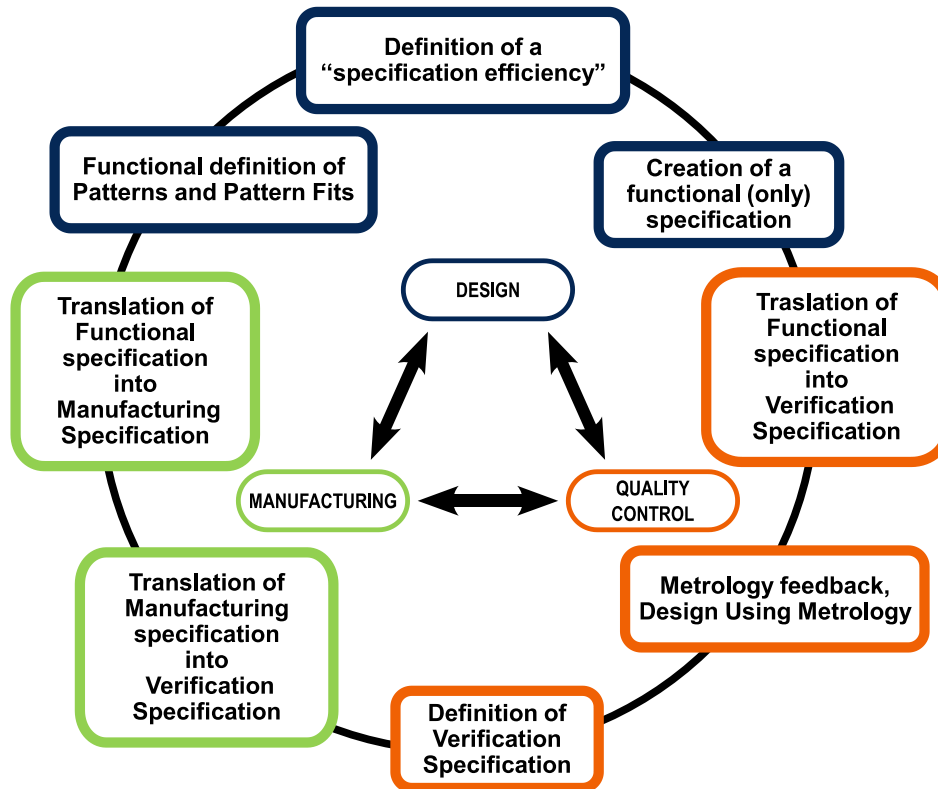 Definition of a
“specification efficiency”
Functional definition of
Patterns and Pattern Fits
Creation of a
functional (only)
specification
DESIGN
Translation of
Functional
specification
into
Manufacturing
Specification
Traslation of
Functional
specification
into
Verification
Specification
MANUFACTURING
QUALITY
CONTROL
Translation of
Manufacturing
specification
into
Verification
Specification
Metrology feedback,
Design Using Metrology
Definition of
Verification
Specification